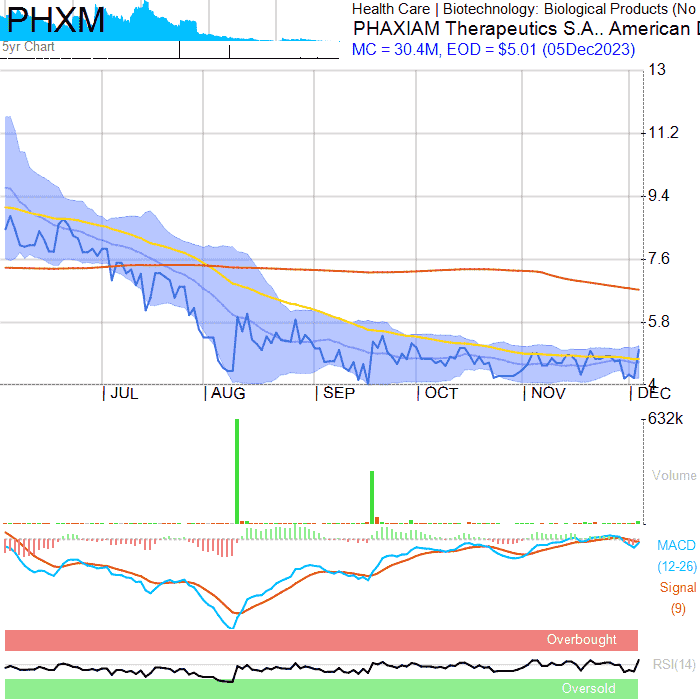 PHXM
5yr Chart
Health Care | Biotechnology: Biological Products (No
PHAXIAM Therapeutics S.A.. American D
MC = 30.4M, EOD = $5.01 (05Dec2023)
13
11.2
9.4
7.6
5.8
4
| JUL | AUG | SEP | OCT | NOV | DEC
632k
Volume
MACD
(12-26)
Signal
(9)
Overbought
RSI(14)
Oversold